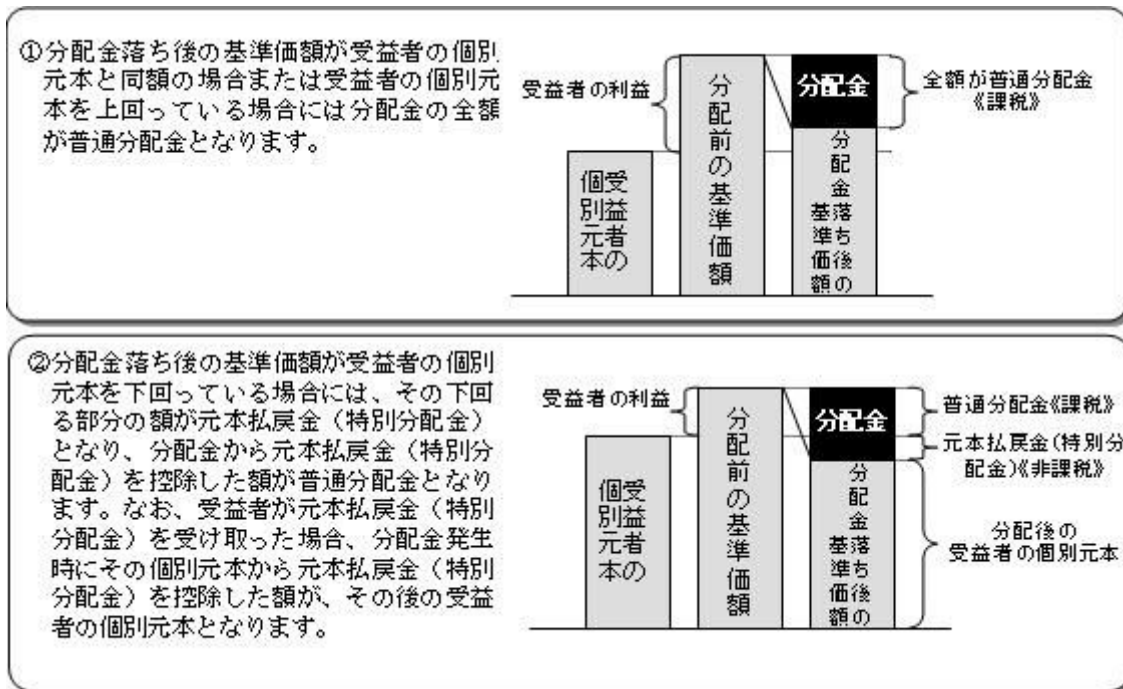 ①分配金落ち後の基準価額が受益者の個別
元本と同額の場合または受益者の個別元
本を上回っている場合には分配金の全額
が普通分配金となります。
受益者の利益
個別元本
受益者の
分配前の基準価額
分配金
基準価額
分配金落ち後の
全額が普通分配金
《課税》
②分配金落ち後の基準価額が受益者の個別
元本を下回っている場合には、その下回
る部分の額が元本払戻金（特別分配金）
となり、分配金から元本払戻金（特別分
配金）を控除した額が普通分配金となり
ます。なお、受益者が元本払戻金（特別
分配金）を受け取った場合、分配金発生
時にその個別元本から元本払戻金（特別
分配金）を控除した額が、その後の受益
者の個別元本となります。
受益者の利益
受益者の
個別元本
分配前の基準価額
分配金
分配金落ち後の
基準価額
普通分配金《課税》
元本払戻金(特別分
配金)《非課税》
分配後の
受益者の個別元本